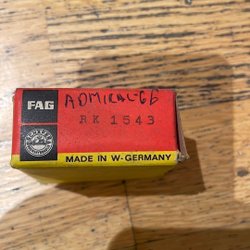 FAG
ADMIRAL-66
RK 1543
MADE IN W-GERMANY